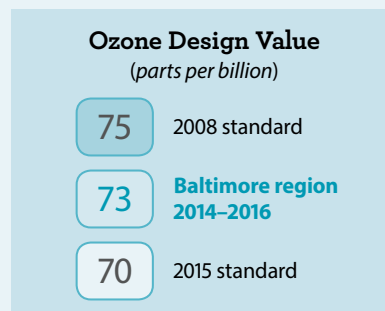 Ozone Design Value
(parts per billion)
75 2008 standard
73 Baltimore region
2014–2016
70 2015 standard